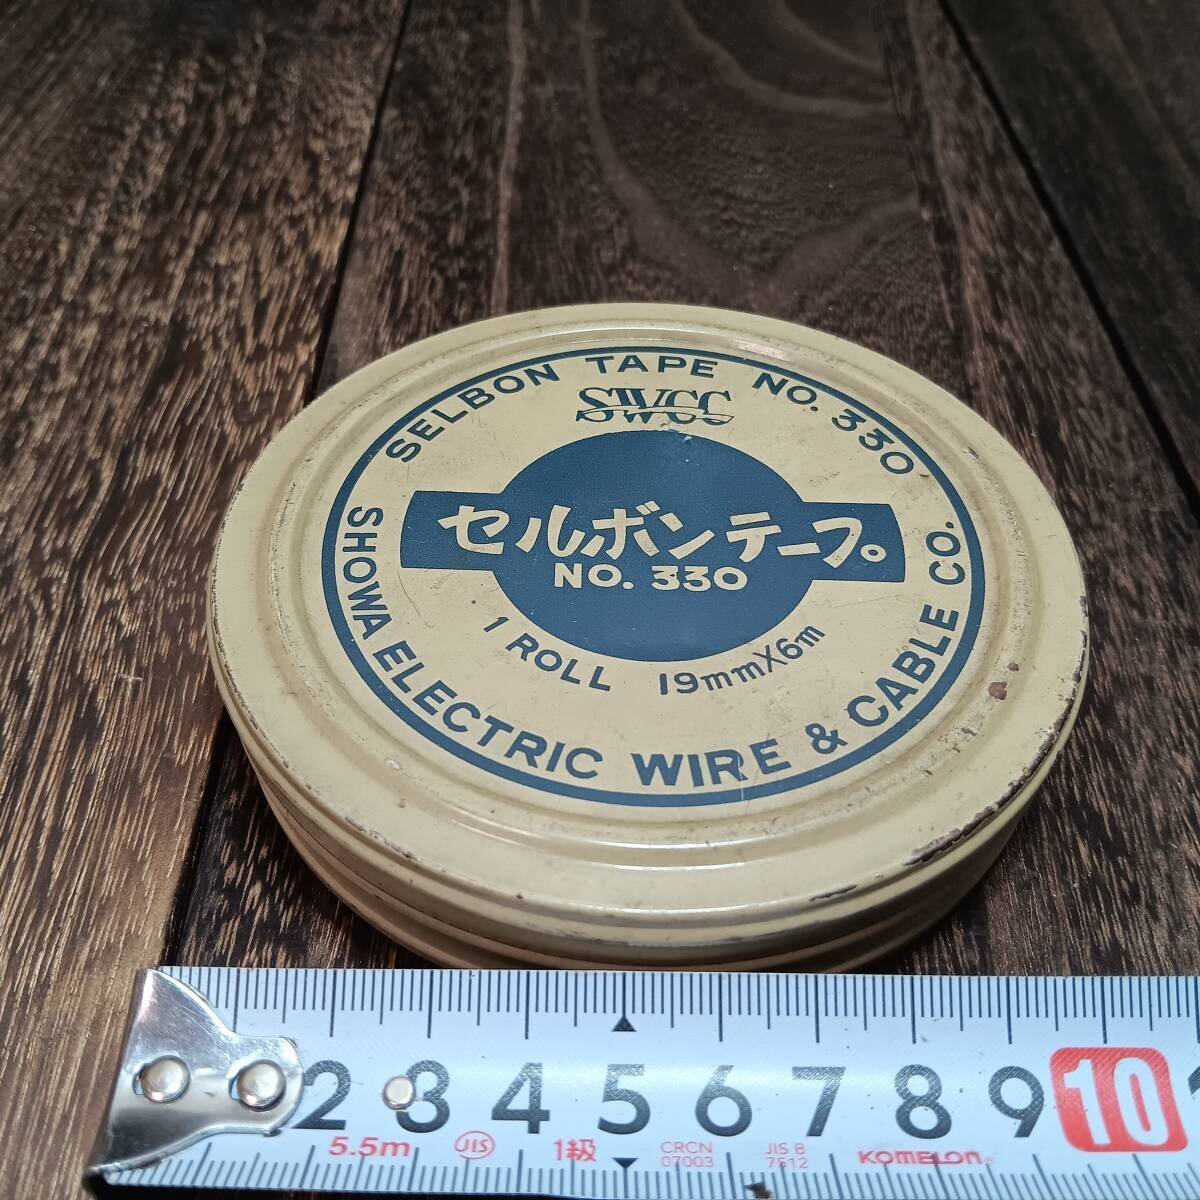 SELBON TAPE NO. 330
SWCC
セルボンテープ
NO. 330
1 ROLL 19mm×6m
SHOWA ELECTRIC WIRE & CABLE CO.
2 3 4 5 6 7 8 9 10
5.5m JIS 1級 CRCN 07003 JIS B 7512 KOMELON